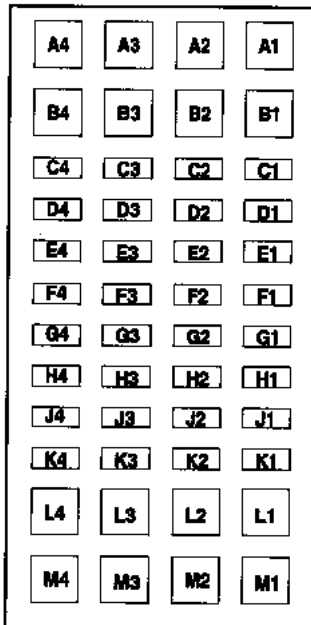 A4 A3 A2 A1
B4 B3 B2 B1
C4 C3 C2 C1
D4 D3 D2 D1
E4 E3 E2 E1
F4 F3 F2 F1
G4 G3 G2 G1
H4 H3 H2 H1
J4 J3 J2 J1
K4 K3 K2 K1
L4 L3 L2 L1
M4 M3 M2 M1